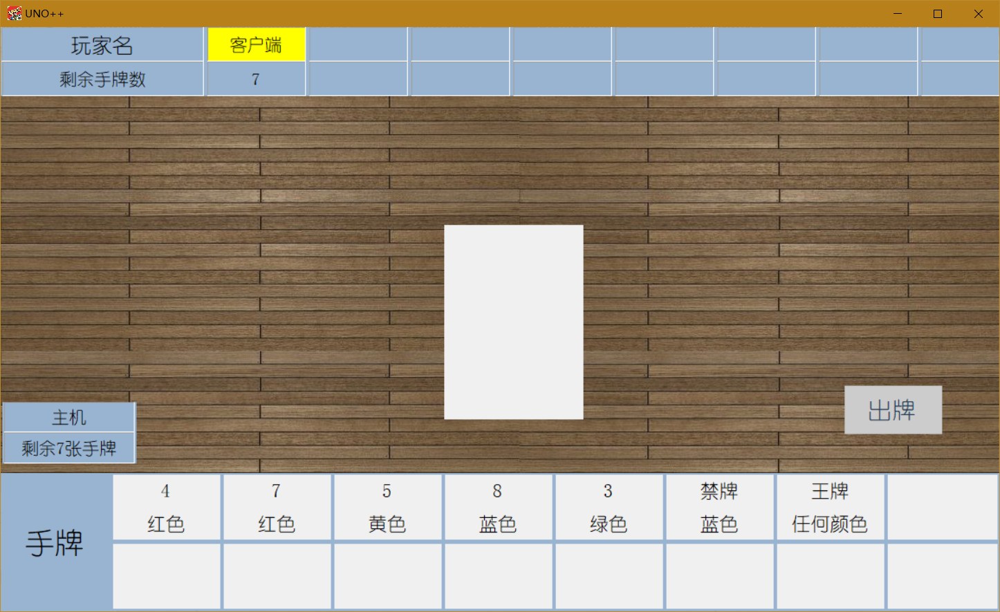 UNO++
玩家名 客户端
剩余手牌数 7
出牌
主机
剩余7张手牌
手牌
4 7 5 8 3 禁牌 王牌
红色 红色 黄色 蓝色 绿色 蓝色 任何颜色